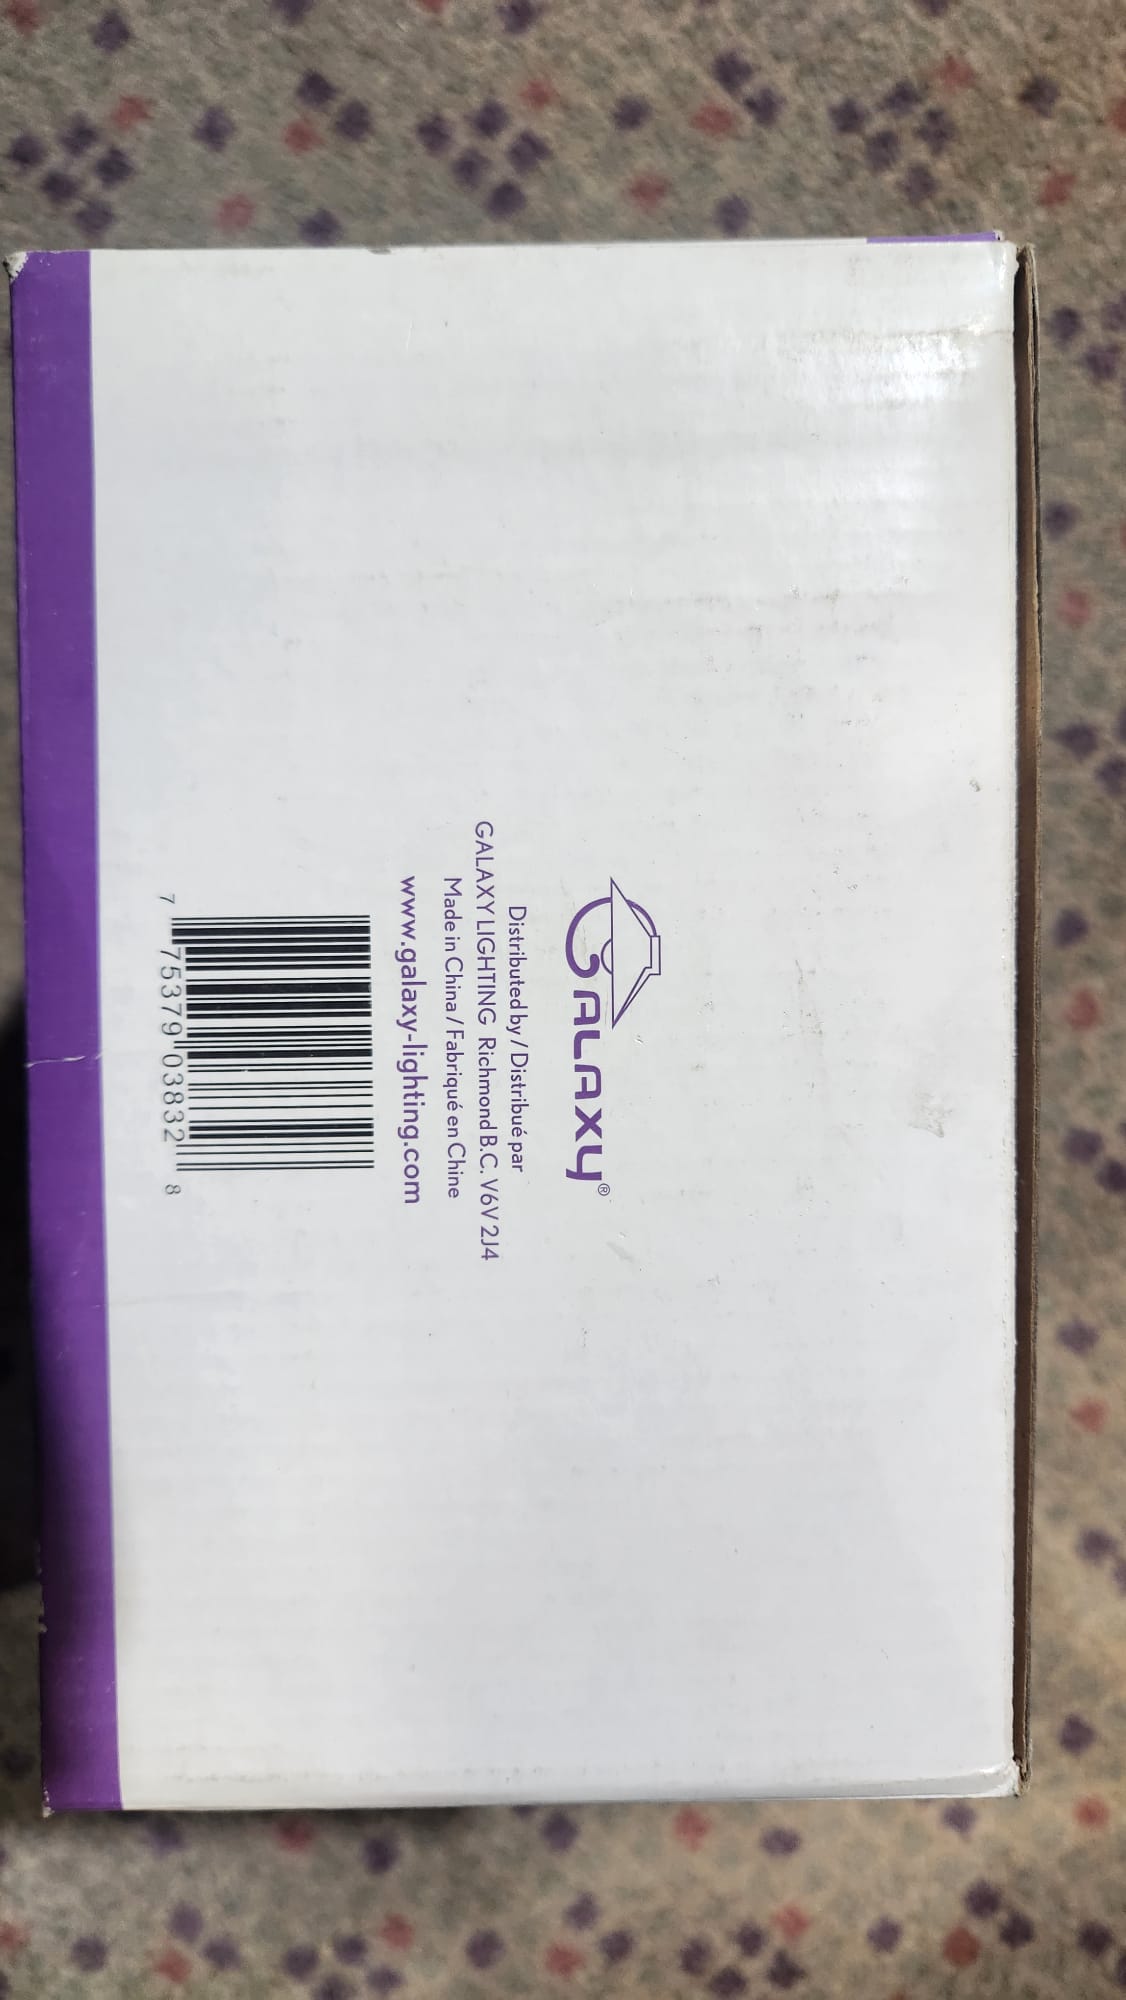 GALAXY®
Distributed by / Distribué par
GALAXY LIGHTING Richmond B.C. V6V 2J4
Made in China / Fabriqué en Chine
www.galaxy-lighting.com
7 75379 03832 8